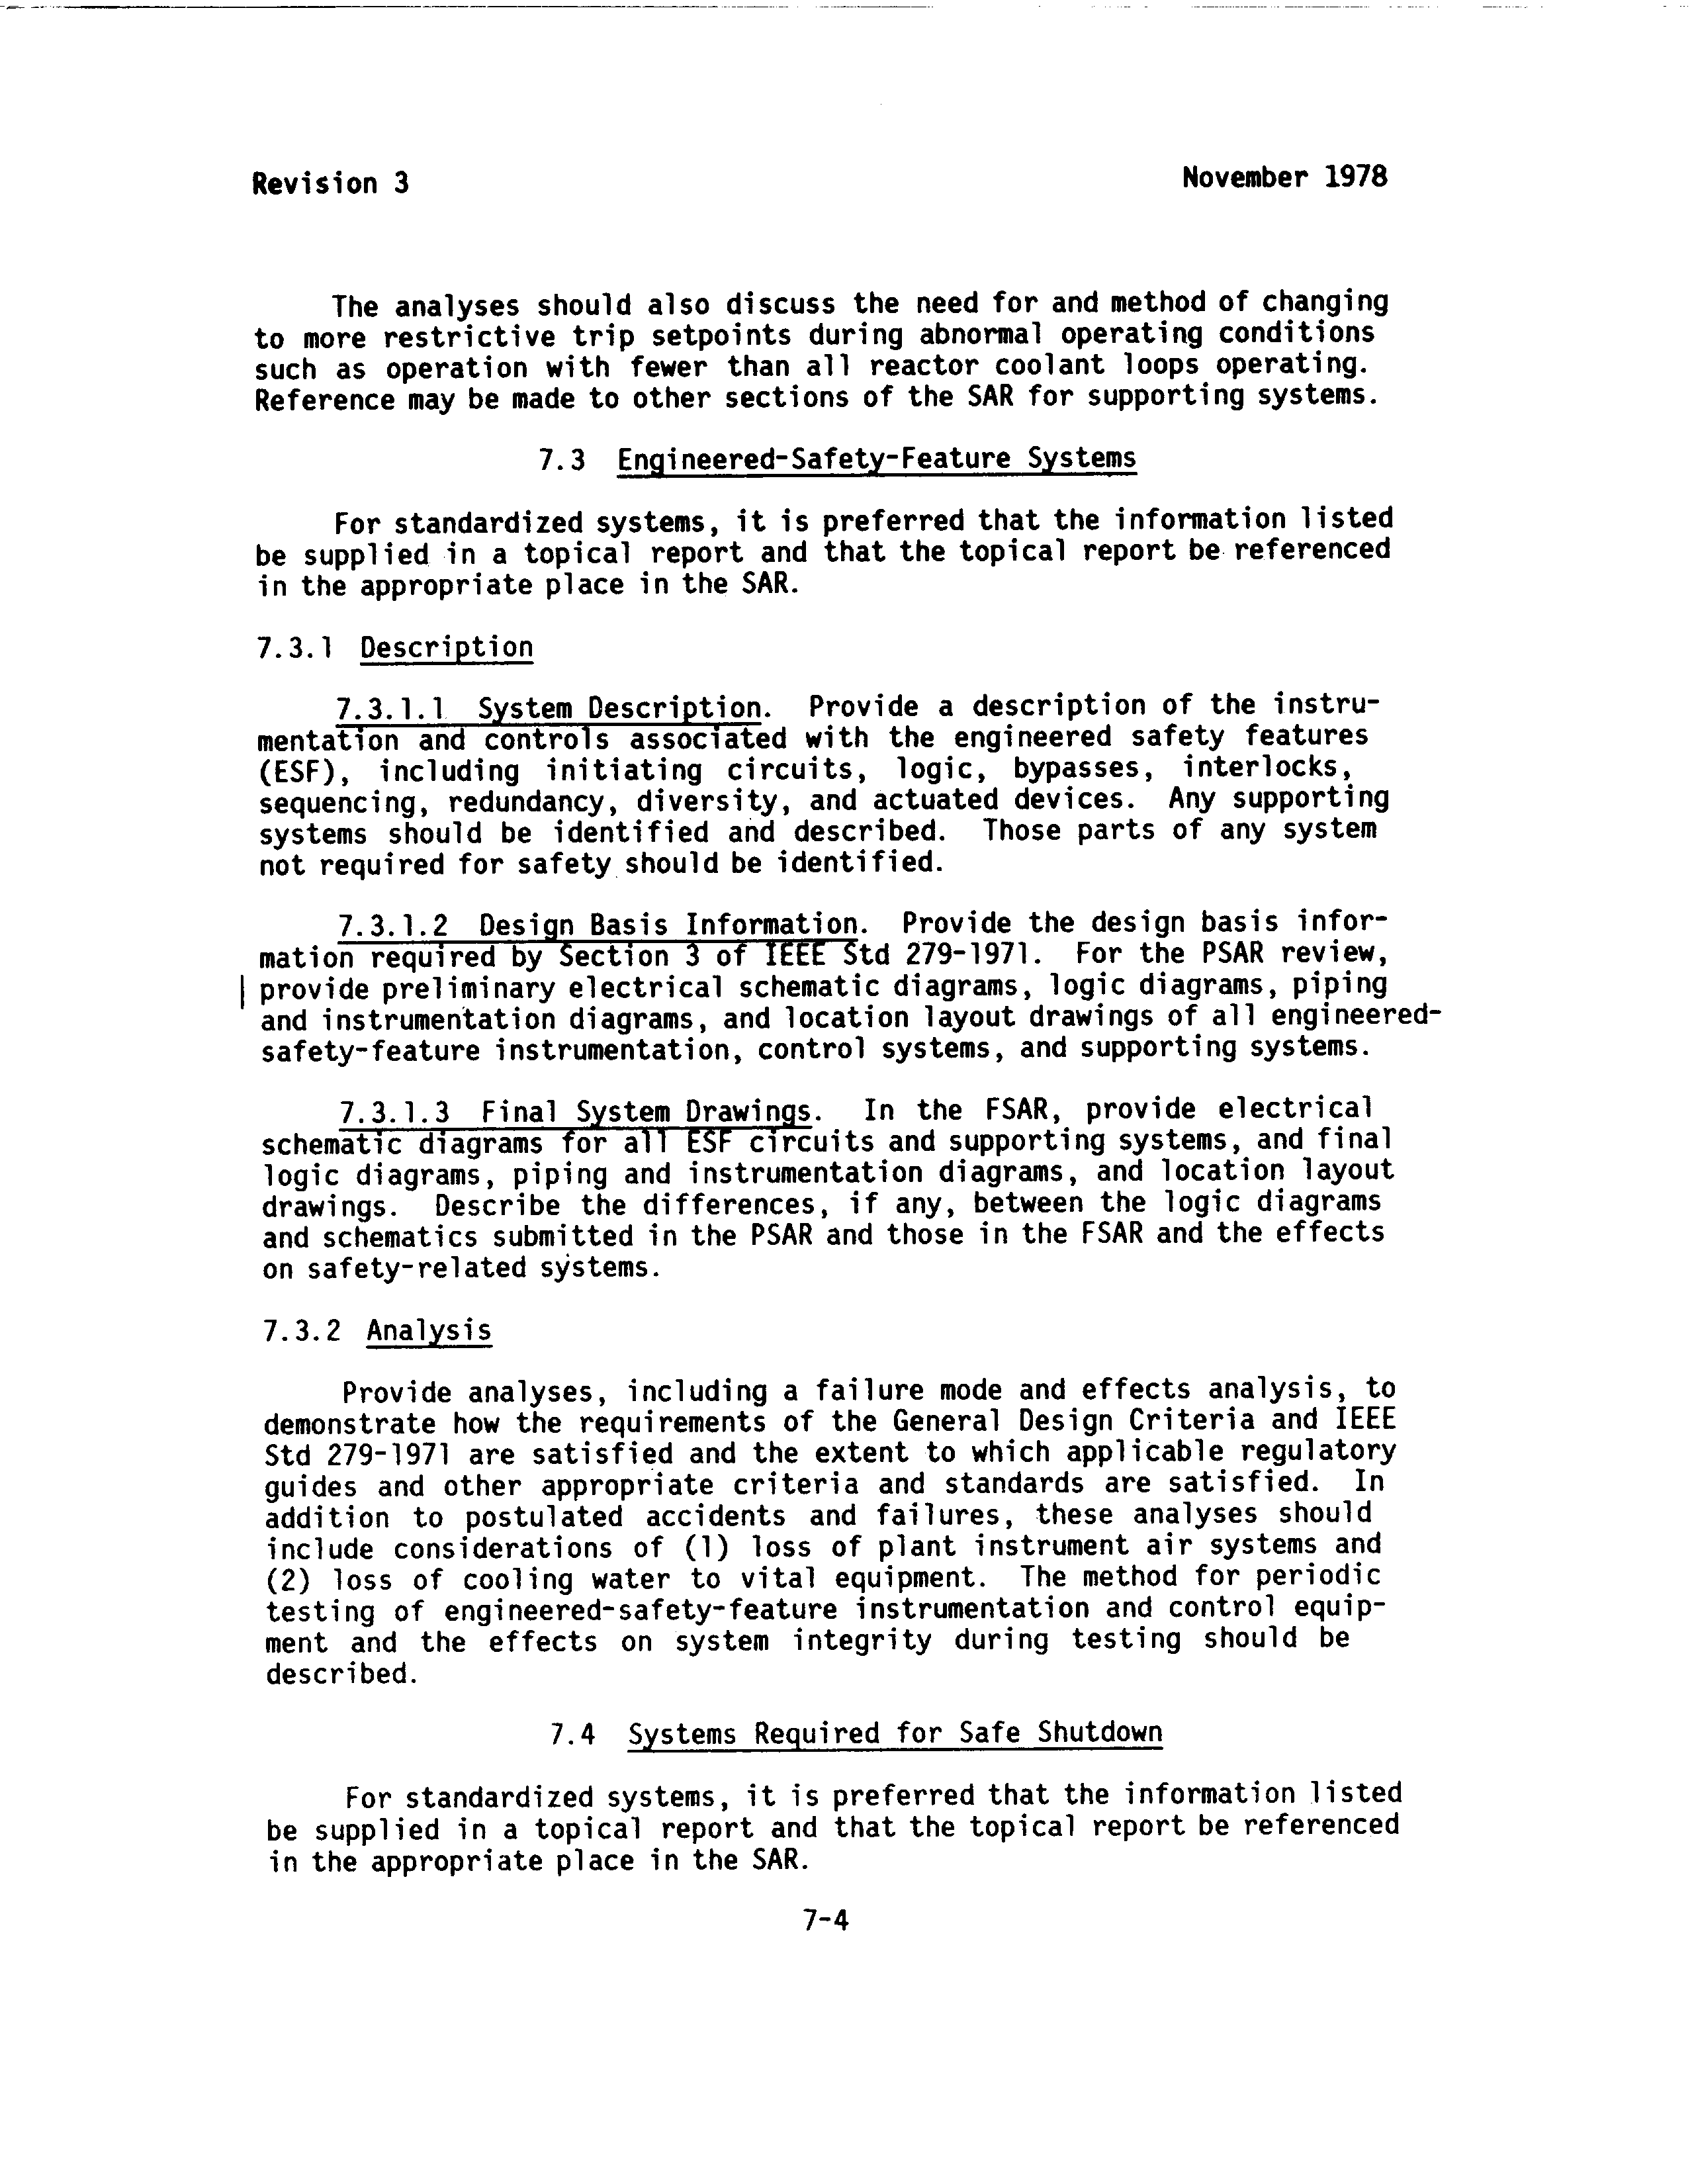 Revision 3
November 1978
The analyses should also discuss the need for and method of changing
to more restrictive trip setpoints during abnormal operating conditions
such as operation with fewer than all reactor coolant loops operating.
Reference may be made to other sections of the SAR for supporting systems.
7.3 Engineered-Safety-Feature Systems
For standardized systems, it is preferred that the information listed
be supplied in a topical report and that the topical report be referenced
in the appropriate place in the SAR.
7.3.1 Description
7.3.1.1 System Description. Provide a description of the instru-
mentation and controls associated with the engineered safety features
(ESF), including initiating circuits, logic, bypasses, interlocks,
sequencing, redundancy, diversity, and actuated devices. Any supporting
systems should be identified and described. Those parts of any system
not required for safety should be identified.
7.3.1.2 Design Basis Information. Provide the design basis infor-
mation required by Section 3 of IEEE Std 279-1971. For the PSAR review,
provide preliminary electrical schematic diagrams, logic diagrams, piping
and instrumentation diagrams, and location layout drawings of all engineered-
safety-feature instrumentation, control systems, and supporting systems.
7.3.1.3 Final System Drawings. In the FSAR, provide electrical
schematic diagrams for all ESF circuits and supporting systems, and final
logic diagrams, piping and instrumentation diagrams, and location layout
drawings. Describe the differences, if any, between the logic diagrams
and schematics submitted in the PSAR and those in the FSAR and the effects
on safety-related systems.
7.3.2 Analysis
Provide analyses, including a failure mode and effects analysis, to
demonstrate how the requirements of the General Design Criteria and IEEE
Std 279-1971 are satisfied and the extent to which applicable regulatory
guides and other appropriate criteria and standards are satisfied. In
addition to postulated accidents and failures, these analyses should
include considerations of (1) loss of plant instrument air systems and
(2) loss of cooling water to vital equipment. The method for periodic
testing of engineered-safety-feature instrumentation and control equip-
ment and the effects on system integrity during testing should be
described.
7.4 Systems Required for Safe Shutdown
For standardized systems, it is preferred that the information listed
be supplied in a topical report and that the topical report be referenced
in the appropriate place in the SAR.
7-4